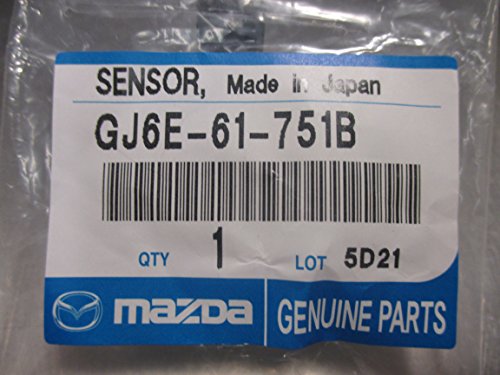 SENSOR, Made in Japan
GJ6E-61-751B
QTY 1 LOT 5D21
mazda GENUINE PARTS